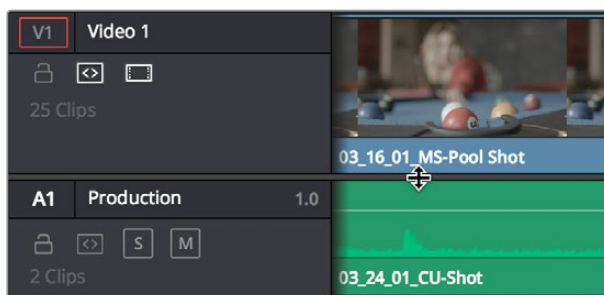 V1 Video 1
25 Clips
03_16_01_MS-Pool Shot
A1 Production 1.0
S M
2 Clips
03_24_01_CU-Shot